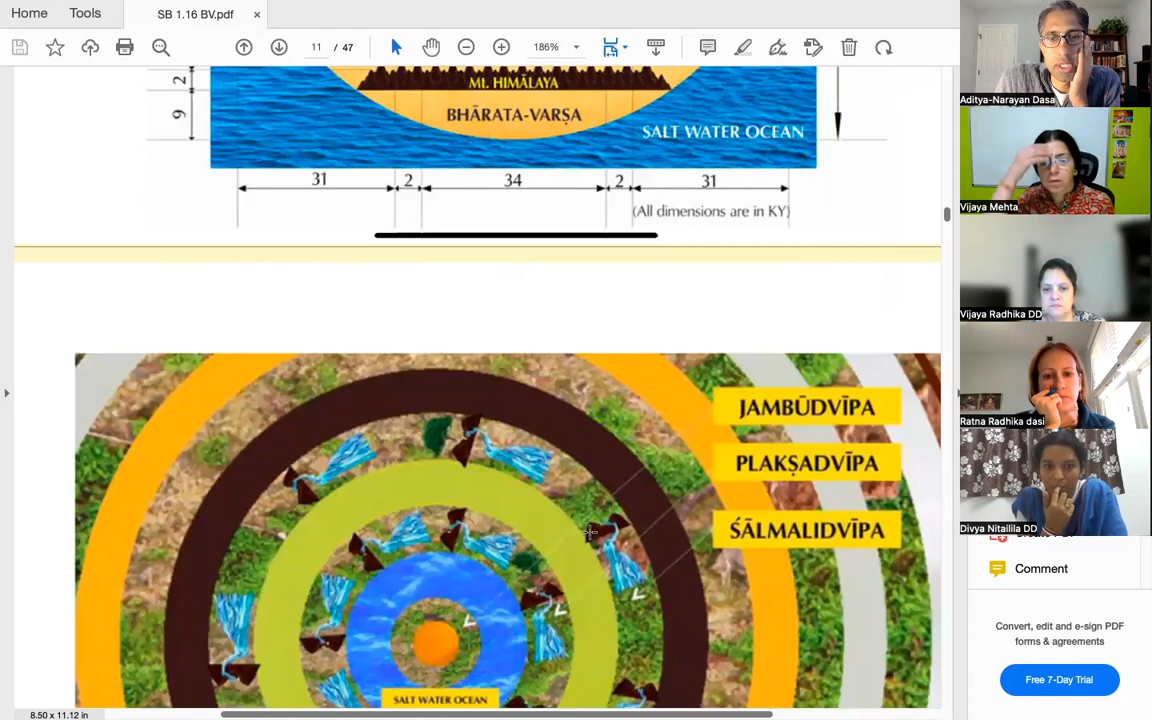 Home
Tools
SB 1.16 BV.pdf
×
11 / 47
186%
2
9
Mt. HIMĀLAYA
BHĀRATA-VARṢA
SALT WATER OCEAN
31
2
34
2
31
(All dimensions are in KY)
JAMBŪDVĪPA
PLAKṢADVĪPA
ŚĀLMALIDVĪPA
SALT WATER OCEAN
8.50 x 11.12 in
Aditya-Narayan Dasa
Vijaya Mehta
Vijaya Radhika DD
Ratna Radhika dasi
Divya Nitailila DD
Comment
Convert, edit and e-sign PDF
forms & agreements
Free 7-Day Trial